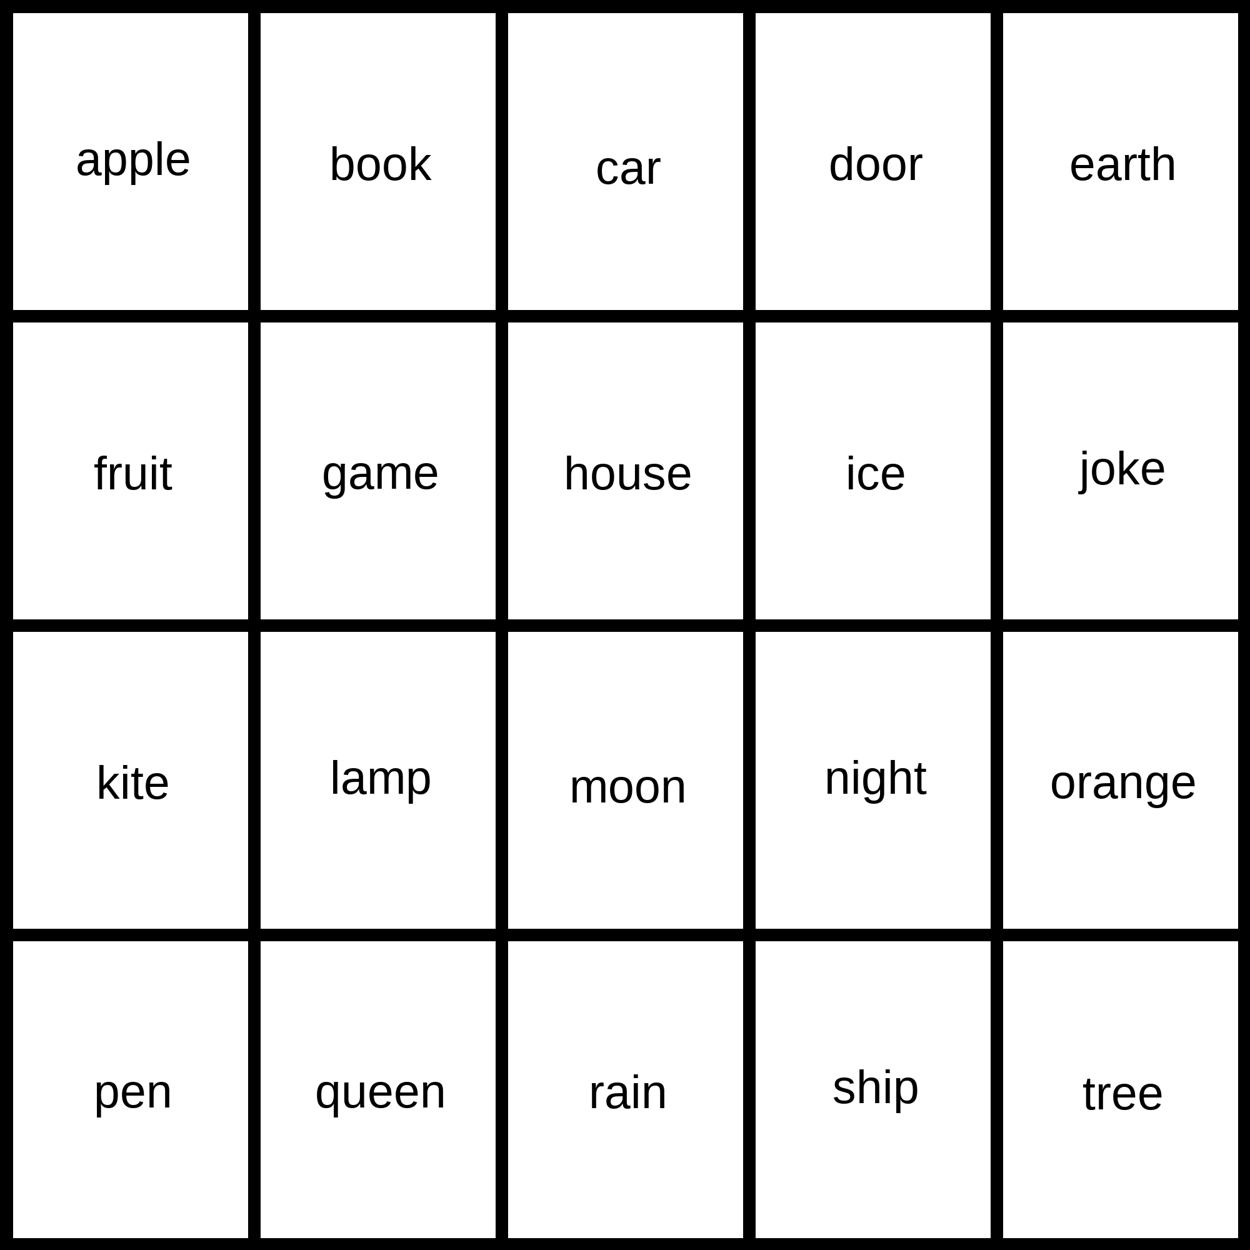 apple book car door earth
fruit game house ice joke
kite lamp moon night orange
pen queen rain ship tree